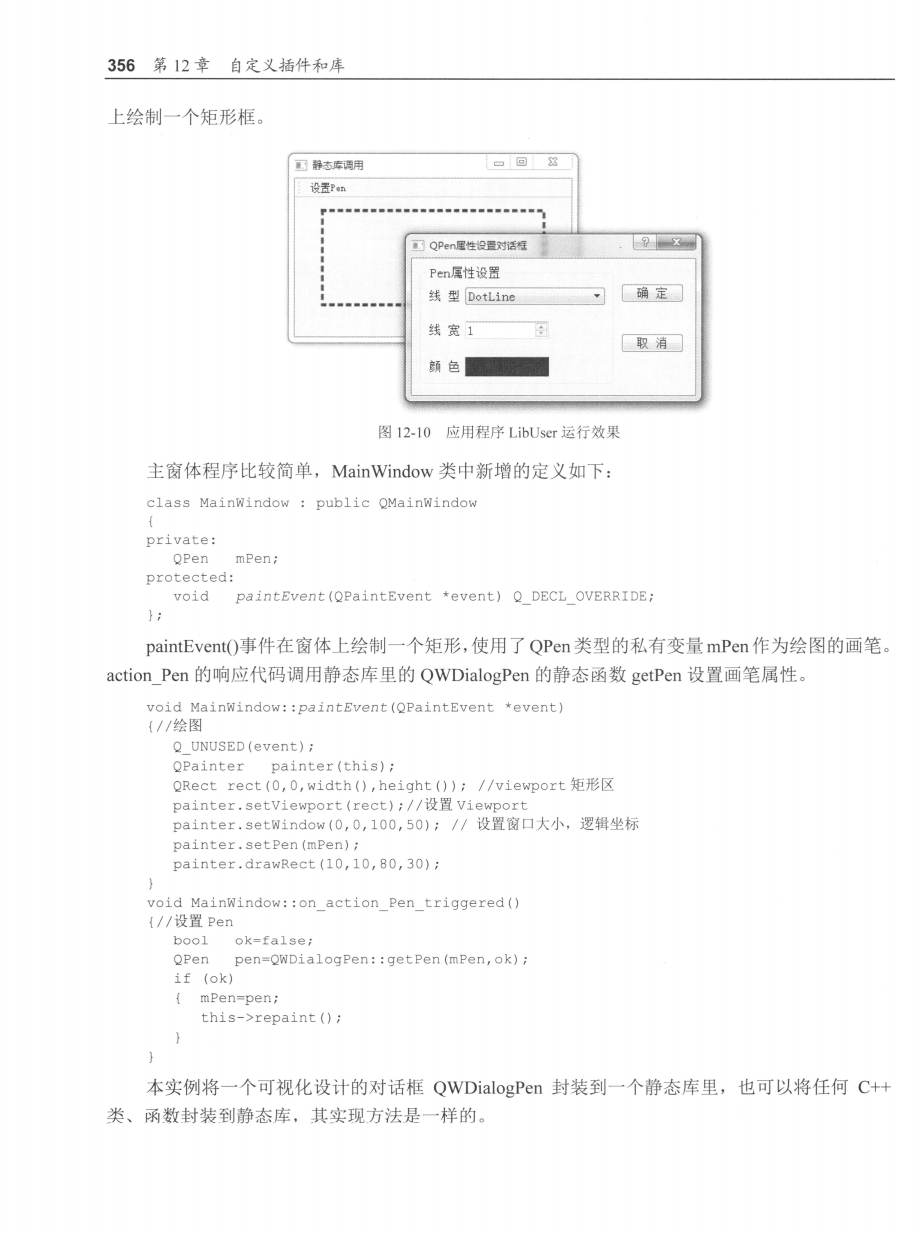 356 第 12 章 自定义插件和库
上绘制一个矩形框。
静态库调用
设置Pen
QPen属性设置对话框
Pen属性设置
线 型 DotLine
确 定
线 宽 1
取 消
颜 色
图 12-10 应用程序 LibUser 运行效果
主窗体程序比较简单，MainWindow 类中新增的定义如下：
class MainWindow : public QMainWindow
{
private:
QPen mPen;
protected:
void paintEvent(QPaintEvent *event) Q_DECL_OVERRIDE;
};
paintEvent()事件在窗体上绘制一个矩形，使用了 QPen 类型的私有变量 mPen 作为绘图的画笔。
action_Pen 的响应代码调用静态库里的 QWDialogPen 的静态函数 getPen 设置画笔属性。
void MainWindow::paintEvent(QPaintEvent *event)
{//绘图
Q_UNUSED(event);
QPainter painter(this);
QRect rect(0,0,width(),height()); //viewport 矩形区
painter.setViewport(rect);//设置 Viewport
painter.setWindow(0,0,100,50); // 设置窗口大小，逻辑坐标
painter.setPen(mPen);
painter.drawRect(10,10,80,30);
}
void MainWindow::on_action_Pen_triggered()
{//设置 Pen
bool ok=false;
QPen pen=QWDialogPen::getPen(mPen,ok);
if (ok)
{ mPen=pen;
this->repaint();
}
}
本实例将一个可视化设计的对话框 QWDialogPen 封装到一个静态库里，也可以将任何 C++
类、函数封装到静态库，其实现方法是一样的。